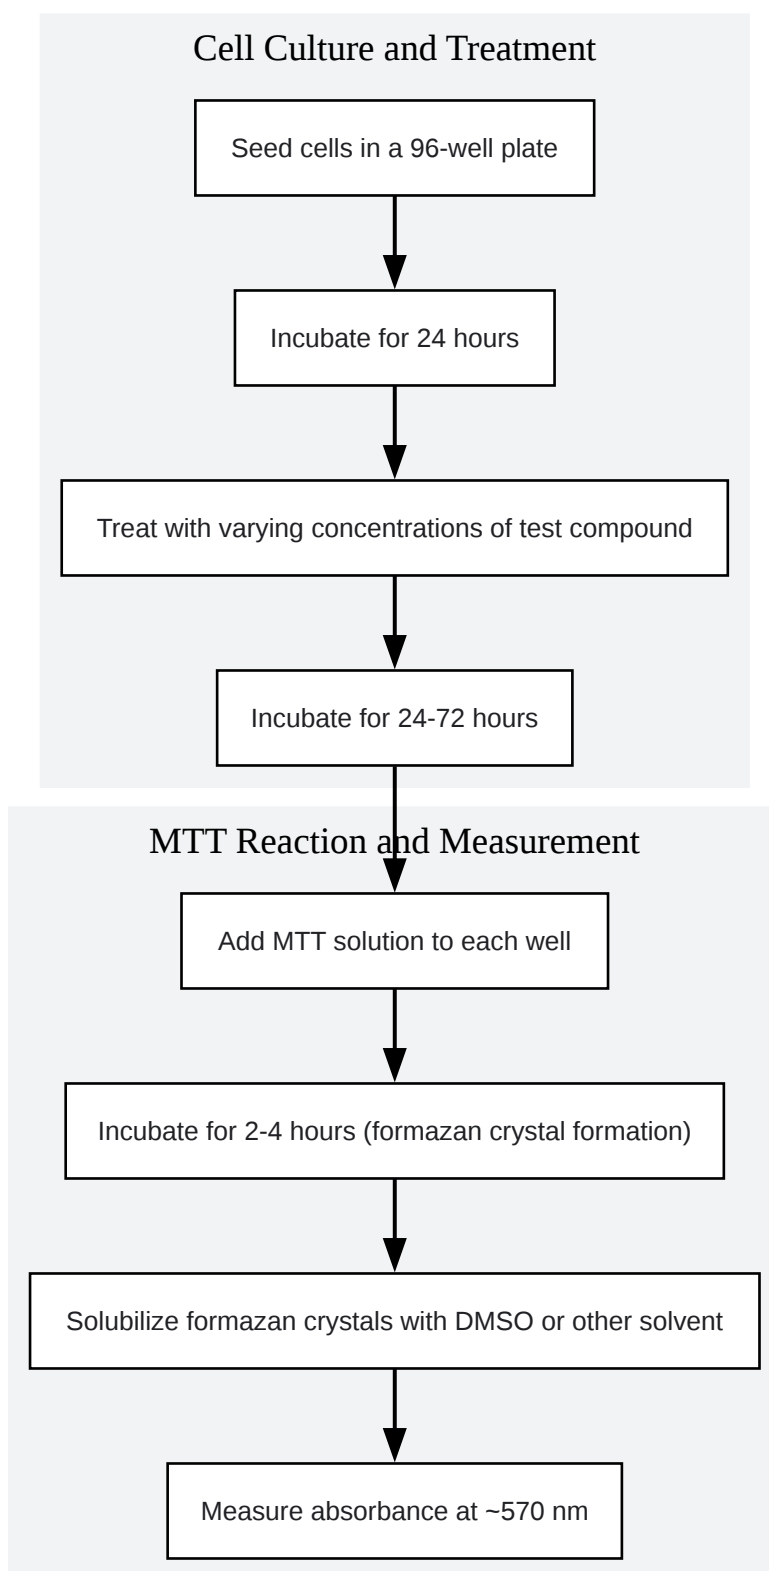 Cell Culture and Treatment
Seed cells in a 96-well plate
Incubate for 24 hours
Treat with varying concentrations of test compound
Incubate for 24-72 hours
MTT Reaction and Measurement
Add MTT solution to each well
Incubate for 2-4 hours (formazan crystal formation)
Solubilize formazan crystals with DMSO or other solvent
Measure absorbance at ~570 nm